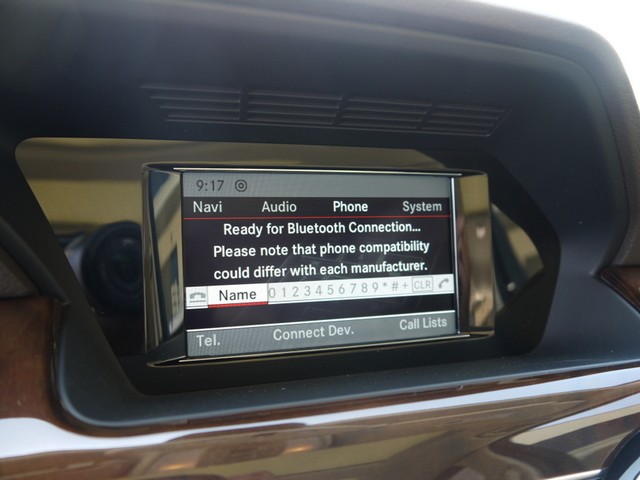 9:17
Navi Audio Phone System
Ready for Bluetooth Connection...
Please note that phone compatibility
could differ with each manufacturer.
Name 0 1 2 3 4 5 6 7 8 9 * # + CLR
Tel. Connect Dev. Call Lists